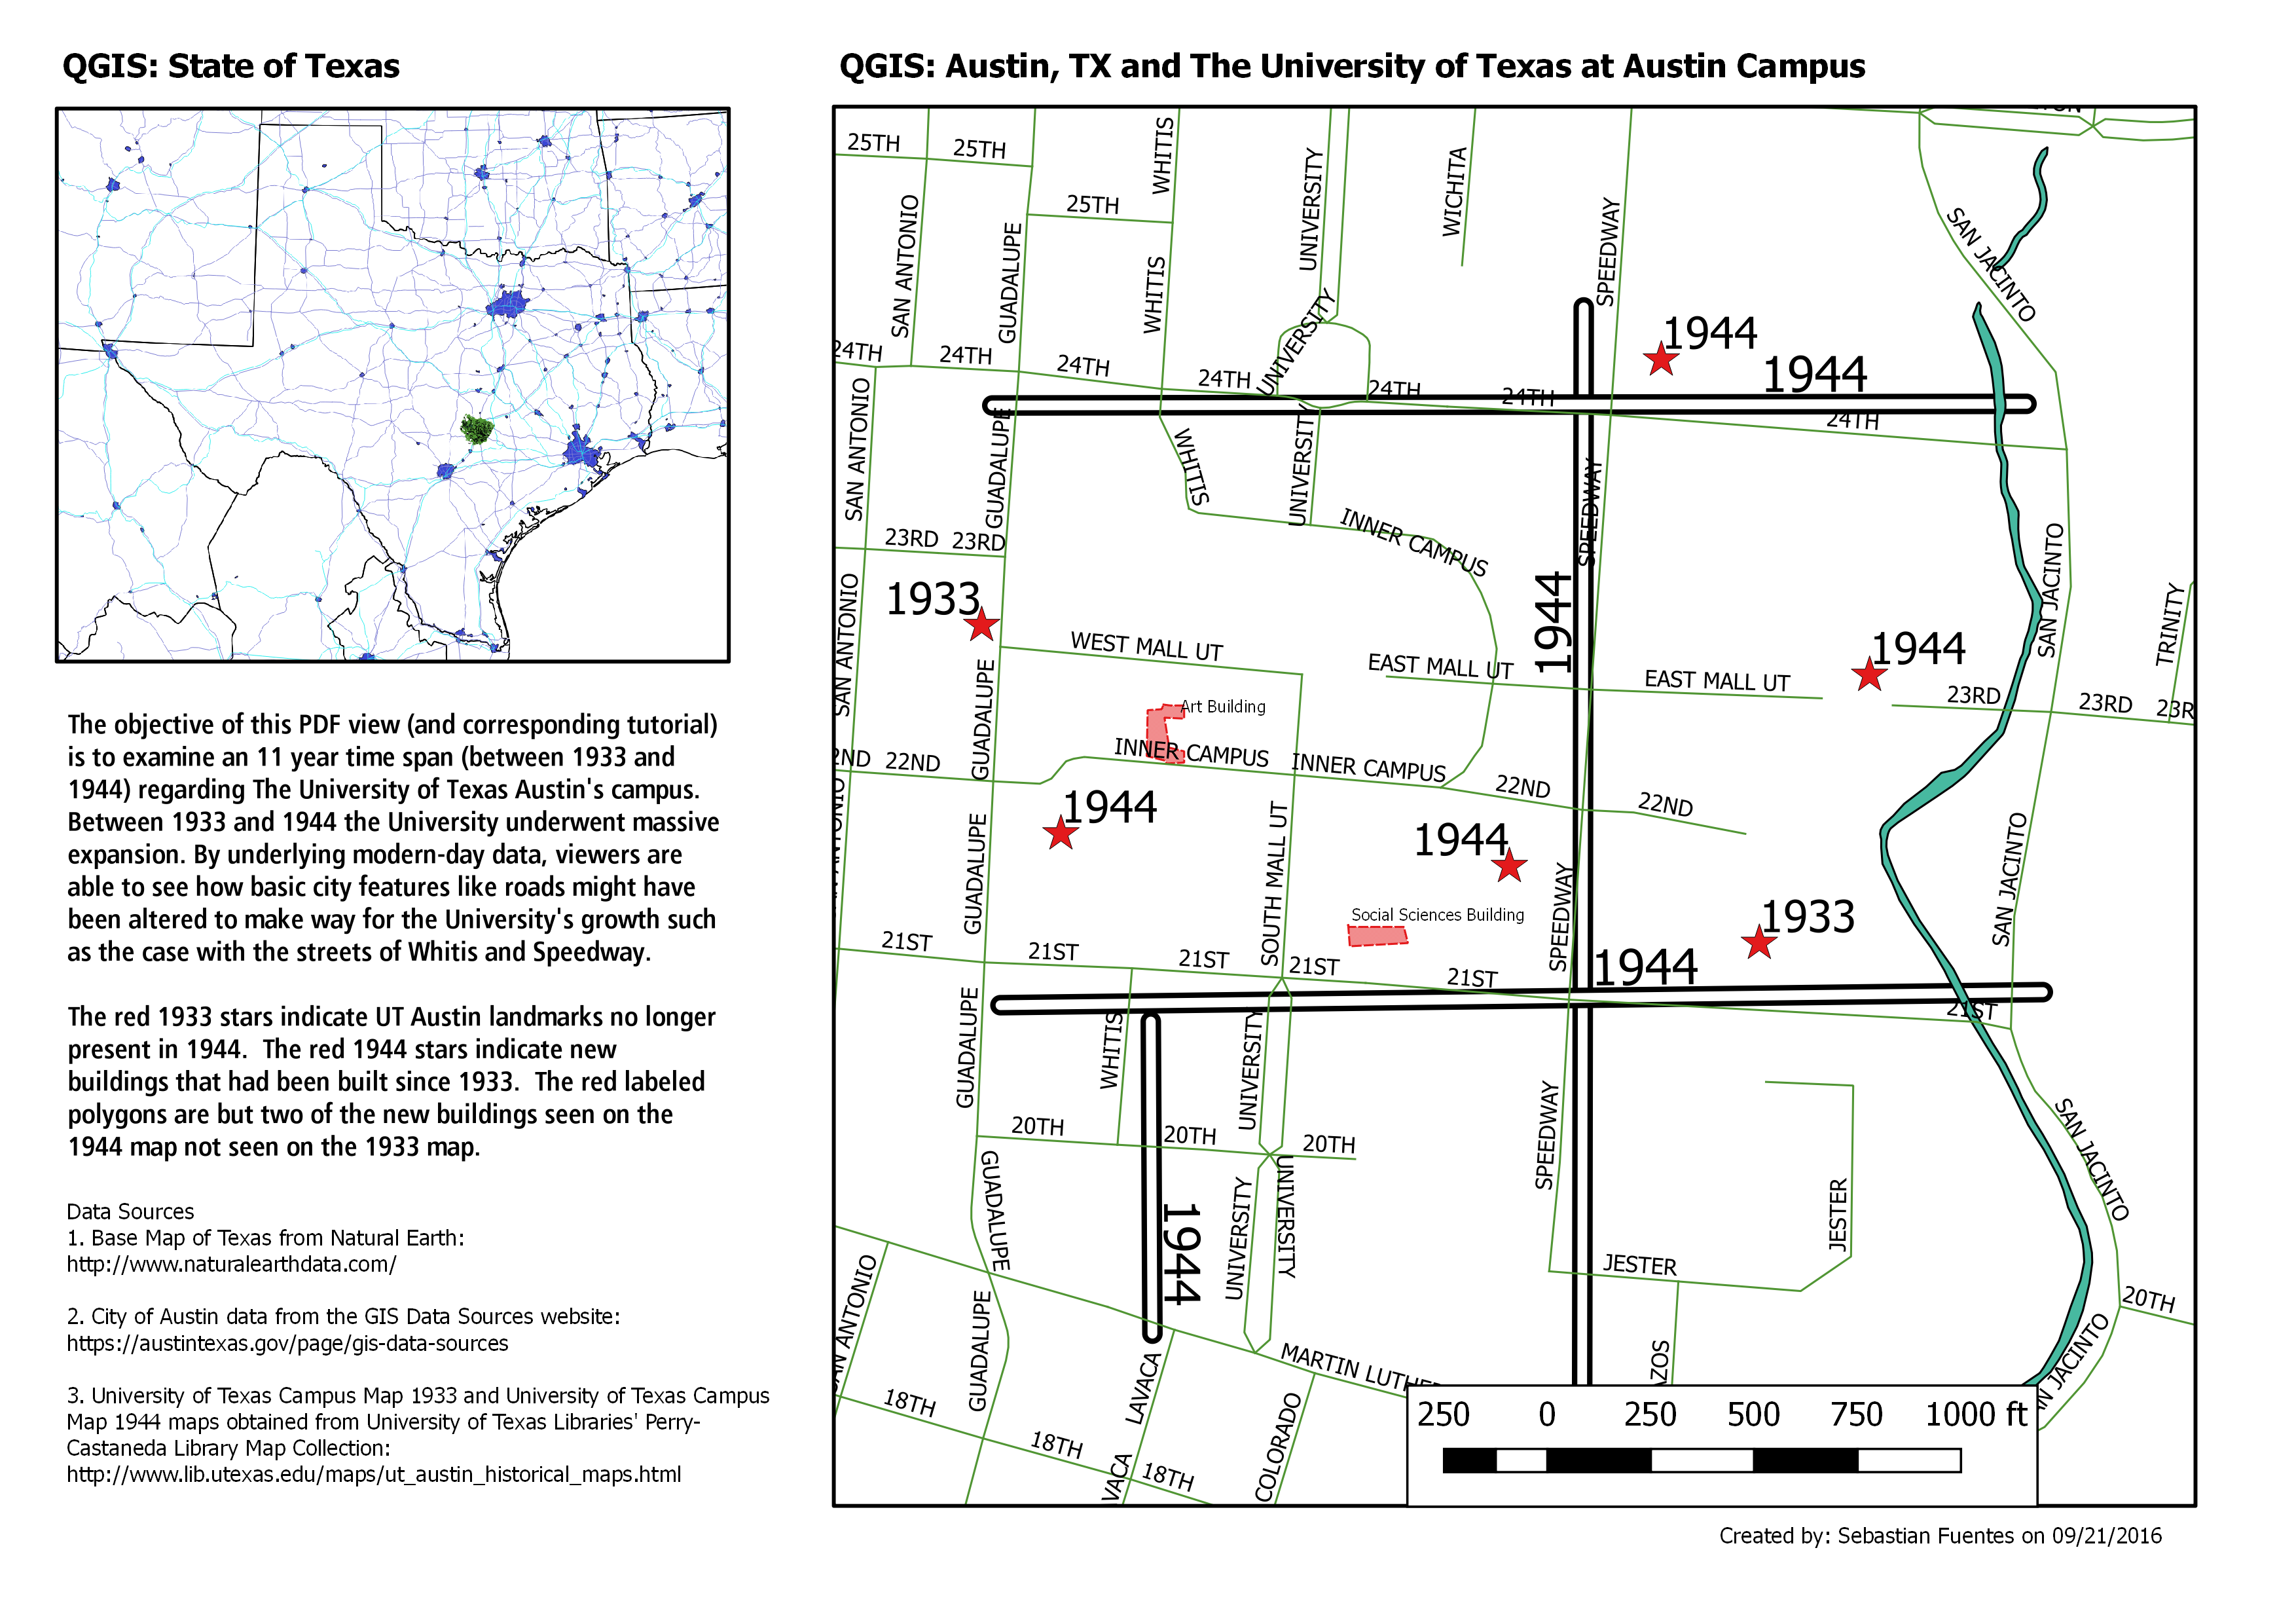 QGIS: State of Texas
QGIS: Austin, TX and The University of Texas at Austin Campus
The objective of this PDF view (and corresponding tutorial)
is to examine an 11 year time span (between 1933 and
1944) regarding The University of Texas Austin's campus.
Between 1933 and 1944 the University underwent massive
expansion. By underlying modern-day data, viewers are
able to see how basic city features like roads might have
been altered to make way for the University's growth such
as the case with the streets of Whitis and Speedway.
The red 1933 stars indicate UT Austin landmarks no longer
present in 1944.  The red 1944 stars indicate new
buildings that had been built since 1933.  The red labeled
polygons are but two of the new buildings seen on the
1944 map not seen on the 1933 map.
Data Sources
1. Base Map of Texas from Natural Earth:
http://www.naturalearthdata.com/
2. City of Austin data from the GIS Data Sources website:
https://austintexas.gov/page/gis-data-sources
3. University of Texas Campus Map 1933 and University of Texas Campus
Map 1944 maps obtained from University of Texas Libraries' Perry-
Castaneda Library Map Collection:
http://www.lib.utexas.edu/maps/ut_austin_historical_maps.html
25TH
25TH
WHITIS
UNIVERSITY
WICHITA
SPEEDWAY
SAN ANTONIO
GUADALUPE
25TH
WHITIS
SAN JACINTO
UNIVERSITY
1944
1944
24TH
24TH
24TH
24TH
24TH
24TH
24TH
SAN ANTONIO
GUADALUPE
WHITIS
UNIVERSITY
SPEEDWAY
INNER CAMPUS
23RD
23RD
1933
SAN ANTONIO
1944
SAN JACINTO
TRINITY
WEST MALL UT
EAST MALL UT
EAST MALL UT
1944
23RD
23RD
23R
GUADALUPE
Art Building
INNER CAMPUS
INNER CAMPUS
2ND
22ND
22ND
22ND
1944
1944
GUADALUPE
SOUTH MALL UT
Social Sciences Building
SPEEDWAY
1933
SAN JACINTO
1944
21ST
21ST
21ST
21ST
21ST
21ST
GUADALUPE
WHITIS
UNIVERSITY
SPEEDWAY
20TH
20TH
20TH
GUADALUPE
1944
UNIVERSITY
UNIVERSITY
JESTER
JESTER
SAN JACINTO
20TH
SAN ANTONIO
GUADALUPE
LAVACA
MARTIN LUTHE
ZOS
AN JACINTO
18TH
18TH
18TH
VACA
COLORADO
250 0 250 500 750 1000 ft
Created by: Sebastian Fuentes on 09/21/2016